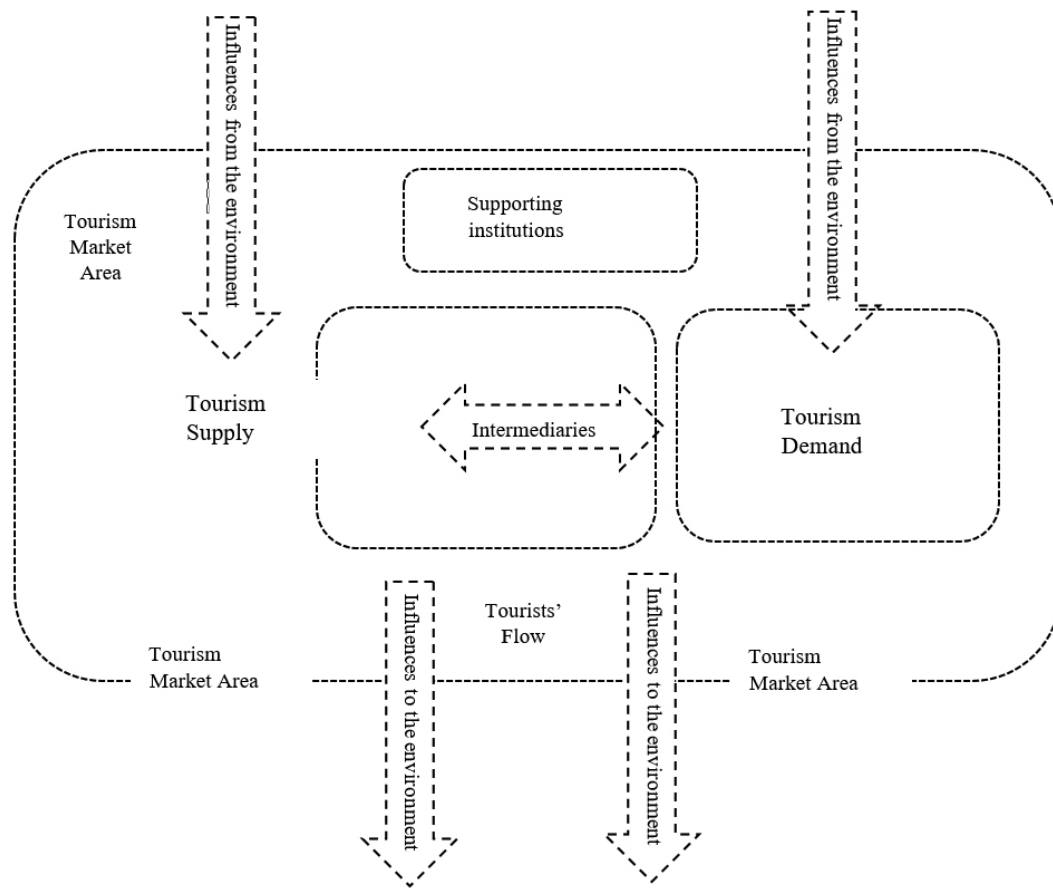 Influences from the environment
Influences from the environment
Supporting
institutions
Tourism
Market
Area
Tourism
Supply
Intermediaries
Tourism
Demand
Influences to the environment
Tourists’
Flow
Influences to the environment
Tourism
Market Area
Tourism
Market Area